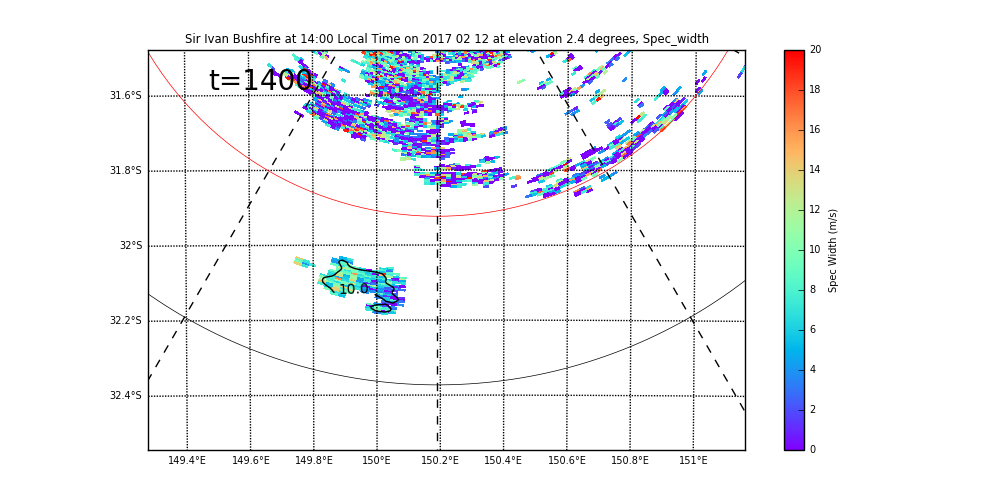 Sir Ivan Bushfire at 14:00 Local Time on 2017 02 12 at elevation 2.4 degrees, Spec_width
t=1400
31.6°S
31.8°S
32°S
32.2°S
32.4°S
10.0
149.4°E 149.6°E 149.8°E 150°E 150.2°E 150.4°E 150.6°E 150.8°E 151°E
20
18
16
14
12
10
8
6
4
2
0
Spec Width (m/s)